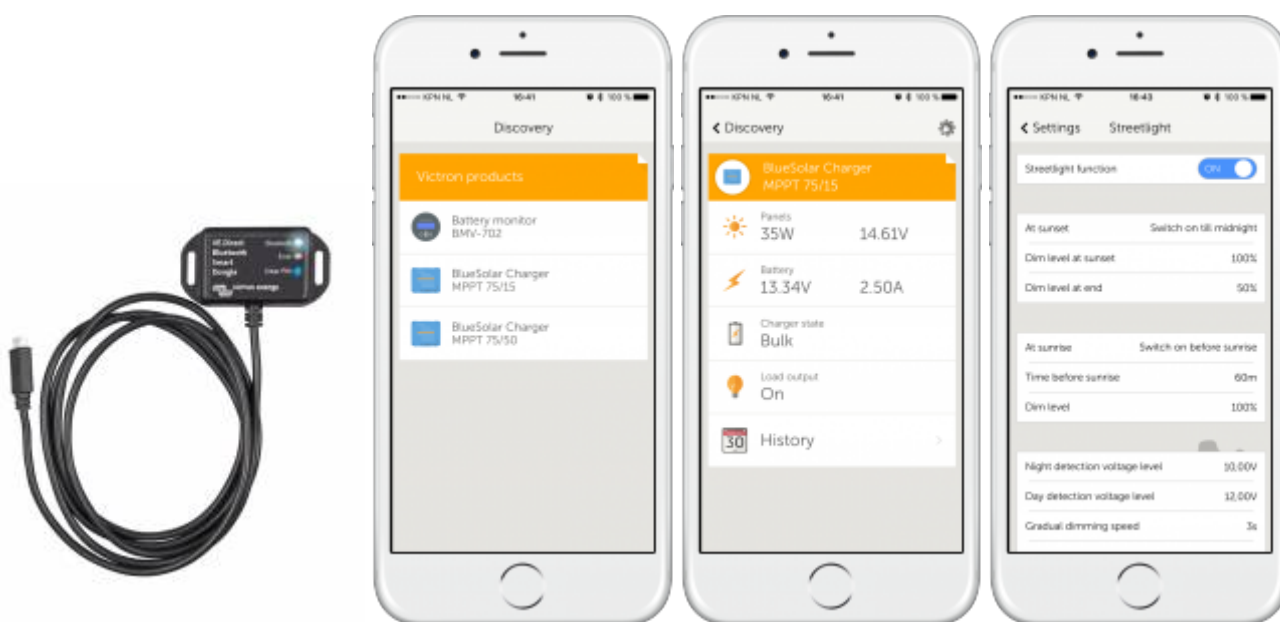 VE.Direct
Bluetooth
Smart
Dongle
victron energy
KPN NL
16:41
100 %
Discovery
Victron products
Battery monitor
BMV-702
BlueSolar Charger
MPPT 75/15
BlueSolar Charger
MPPT 75/50
KPN NL
16:41
100 %
Discovery
BlueSolar Charger
MPPT 75/15
Panels
35W 14.61V
Battery
13.34V 2.50A
Charger state
Bulk
Load output
On
30 History
KPN NL
16:43
100 %
Settings Streetlight
Streetlight function ON
At sunset Switch on till midnight
Dim level at sunset 100%
Dim level at end 50%
At sunrise Switch on before sunrise
Time before sunrise 60m
Dim level 100%
Night detection voltage level 10,00V
Day detection voltage level 12,00V
Gradual dimming speed 3s